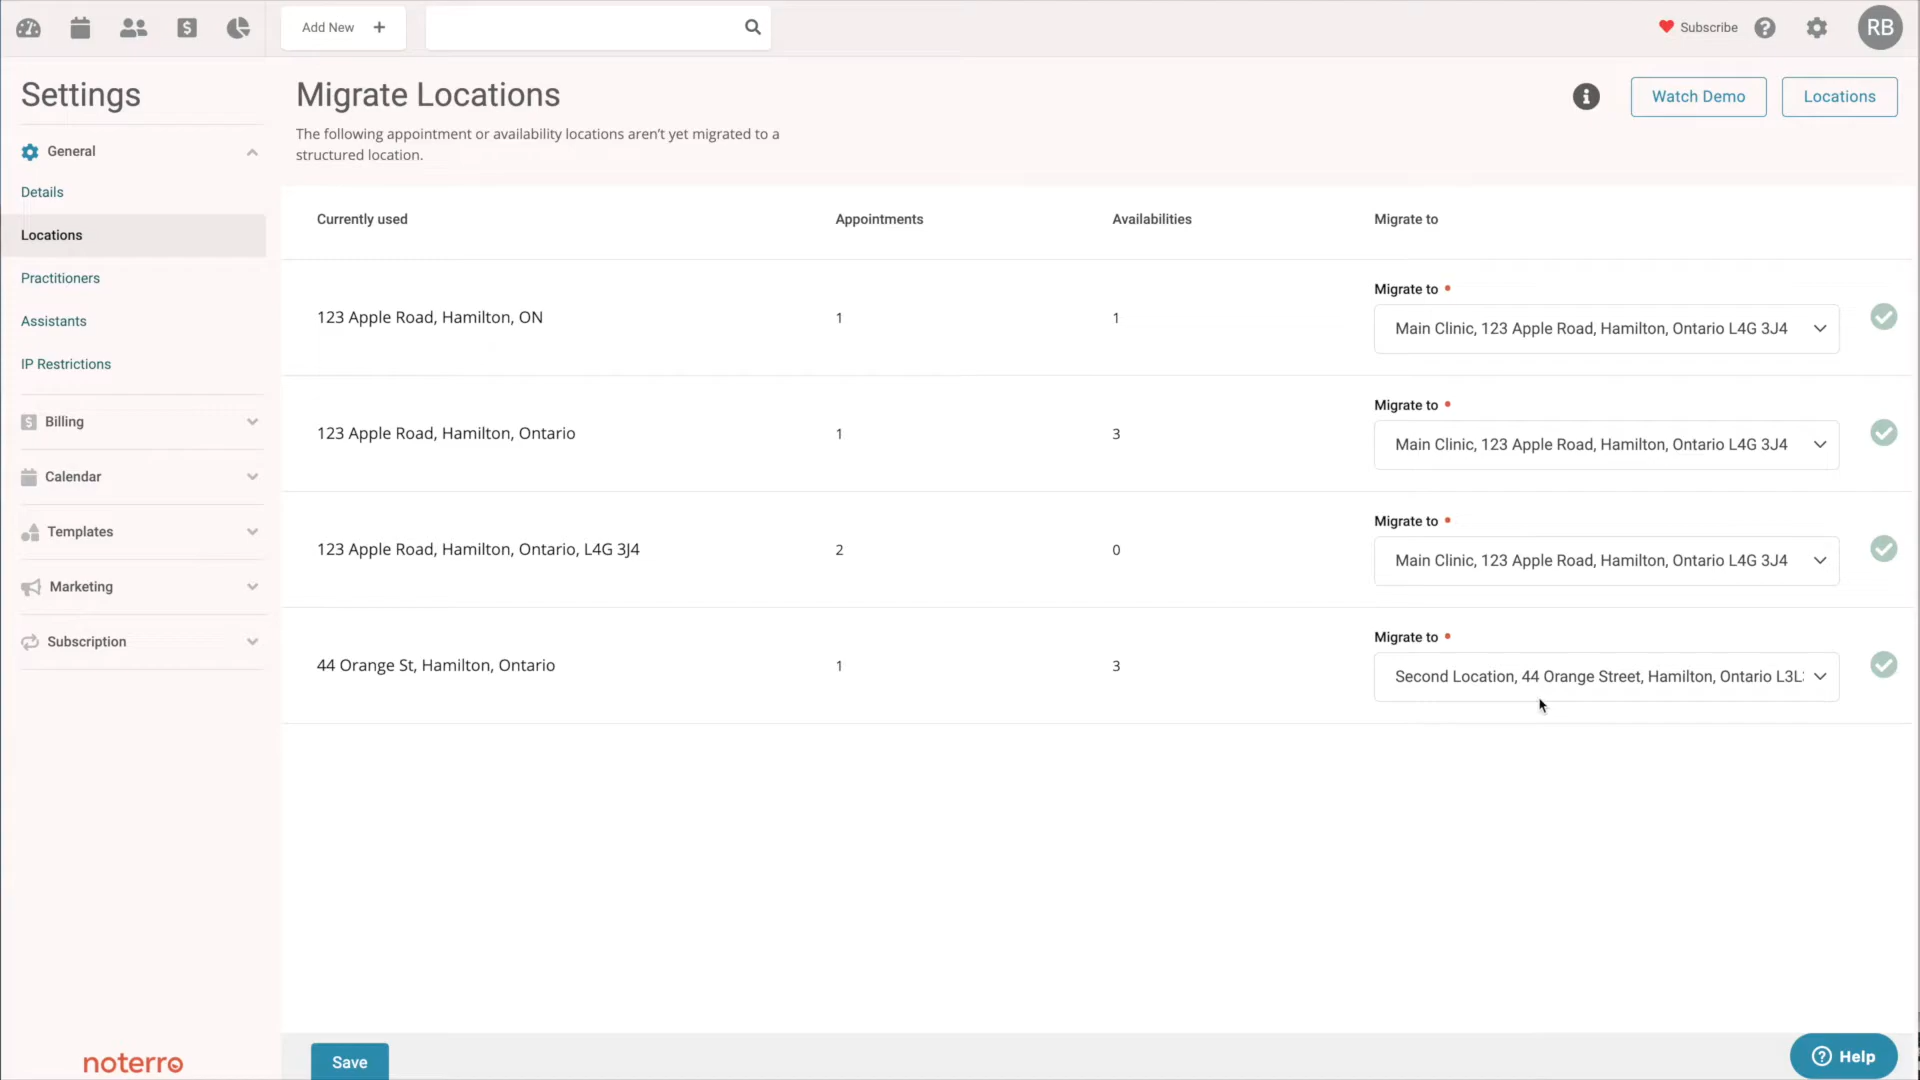 Add New +
Subscribe
RB
Settings
General
Details
Locations
Practitioners
Assistants
IP Restrictions
$ Billing
Calendar
Templates
Marketing
Subscription
noterro
Migrate Locations
The following appointment or availability locations aren't yet migrated to a
structured location.
Watch Demo
Locations
Currently used Appointments Availabilities Migrate to
Migrate to
123 Apple Road, Hamilton, ON 1 1 Main Clinic, 123 Apple Road, Hamilton, Ontario L4G 3J4
Migrate to
123 Apple Road, Hamilton, Ontario 1 3 Main Clinic, 123 Apple Road, Hamilton, Ontario L4G 3J4
Migrate to
123 Apple Road, Hamilton, Ontario, L4G 3J4 2 0 Main Clinic, 123 Apple Road, Hamilton, Ontario L4G 3J4
Migrate to
44 Orange St, Hamilton, Ontario 1 3 Second Location, 44 Orange Street, Hamilton, Ontario L3L
Save
? Help